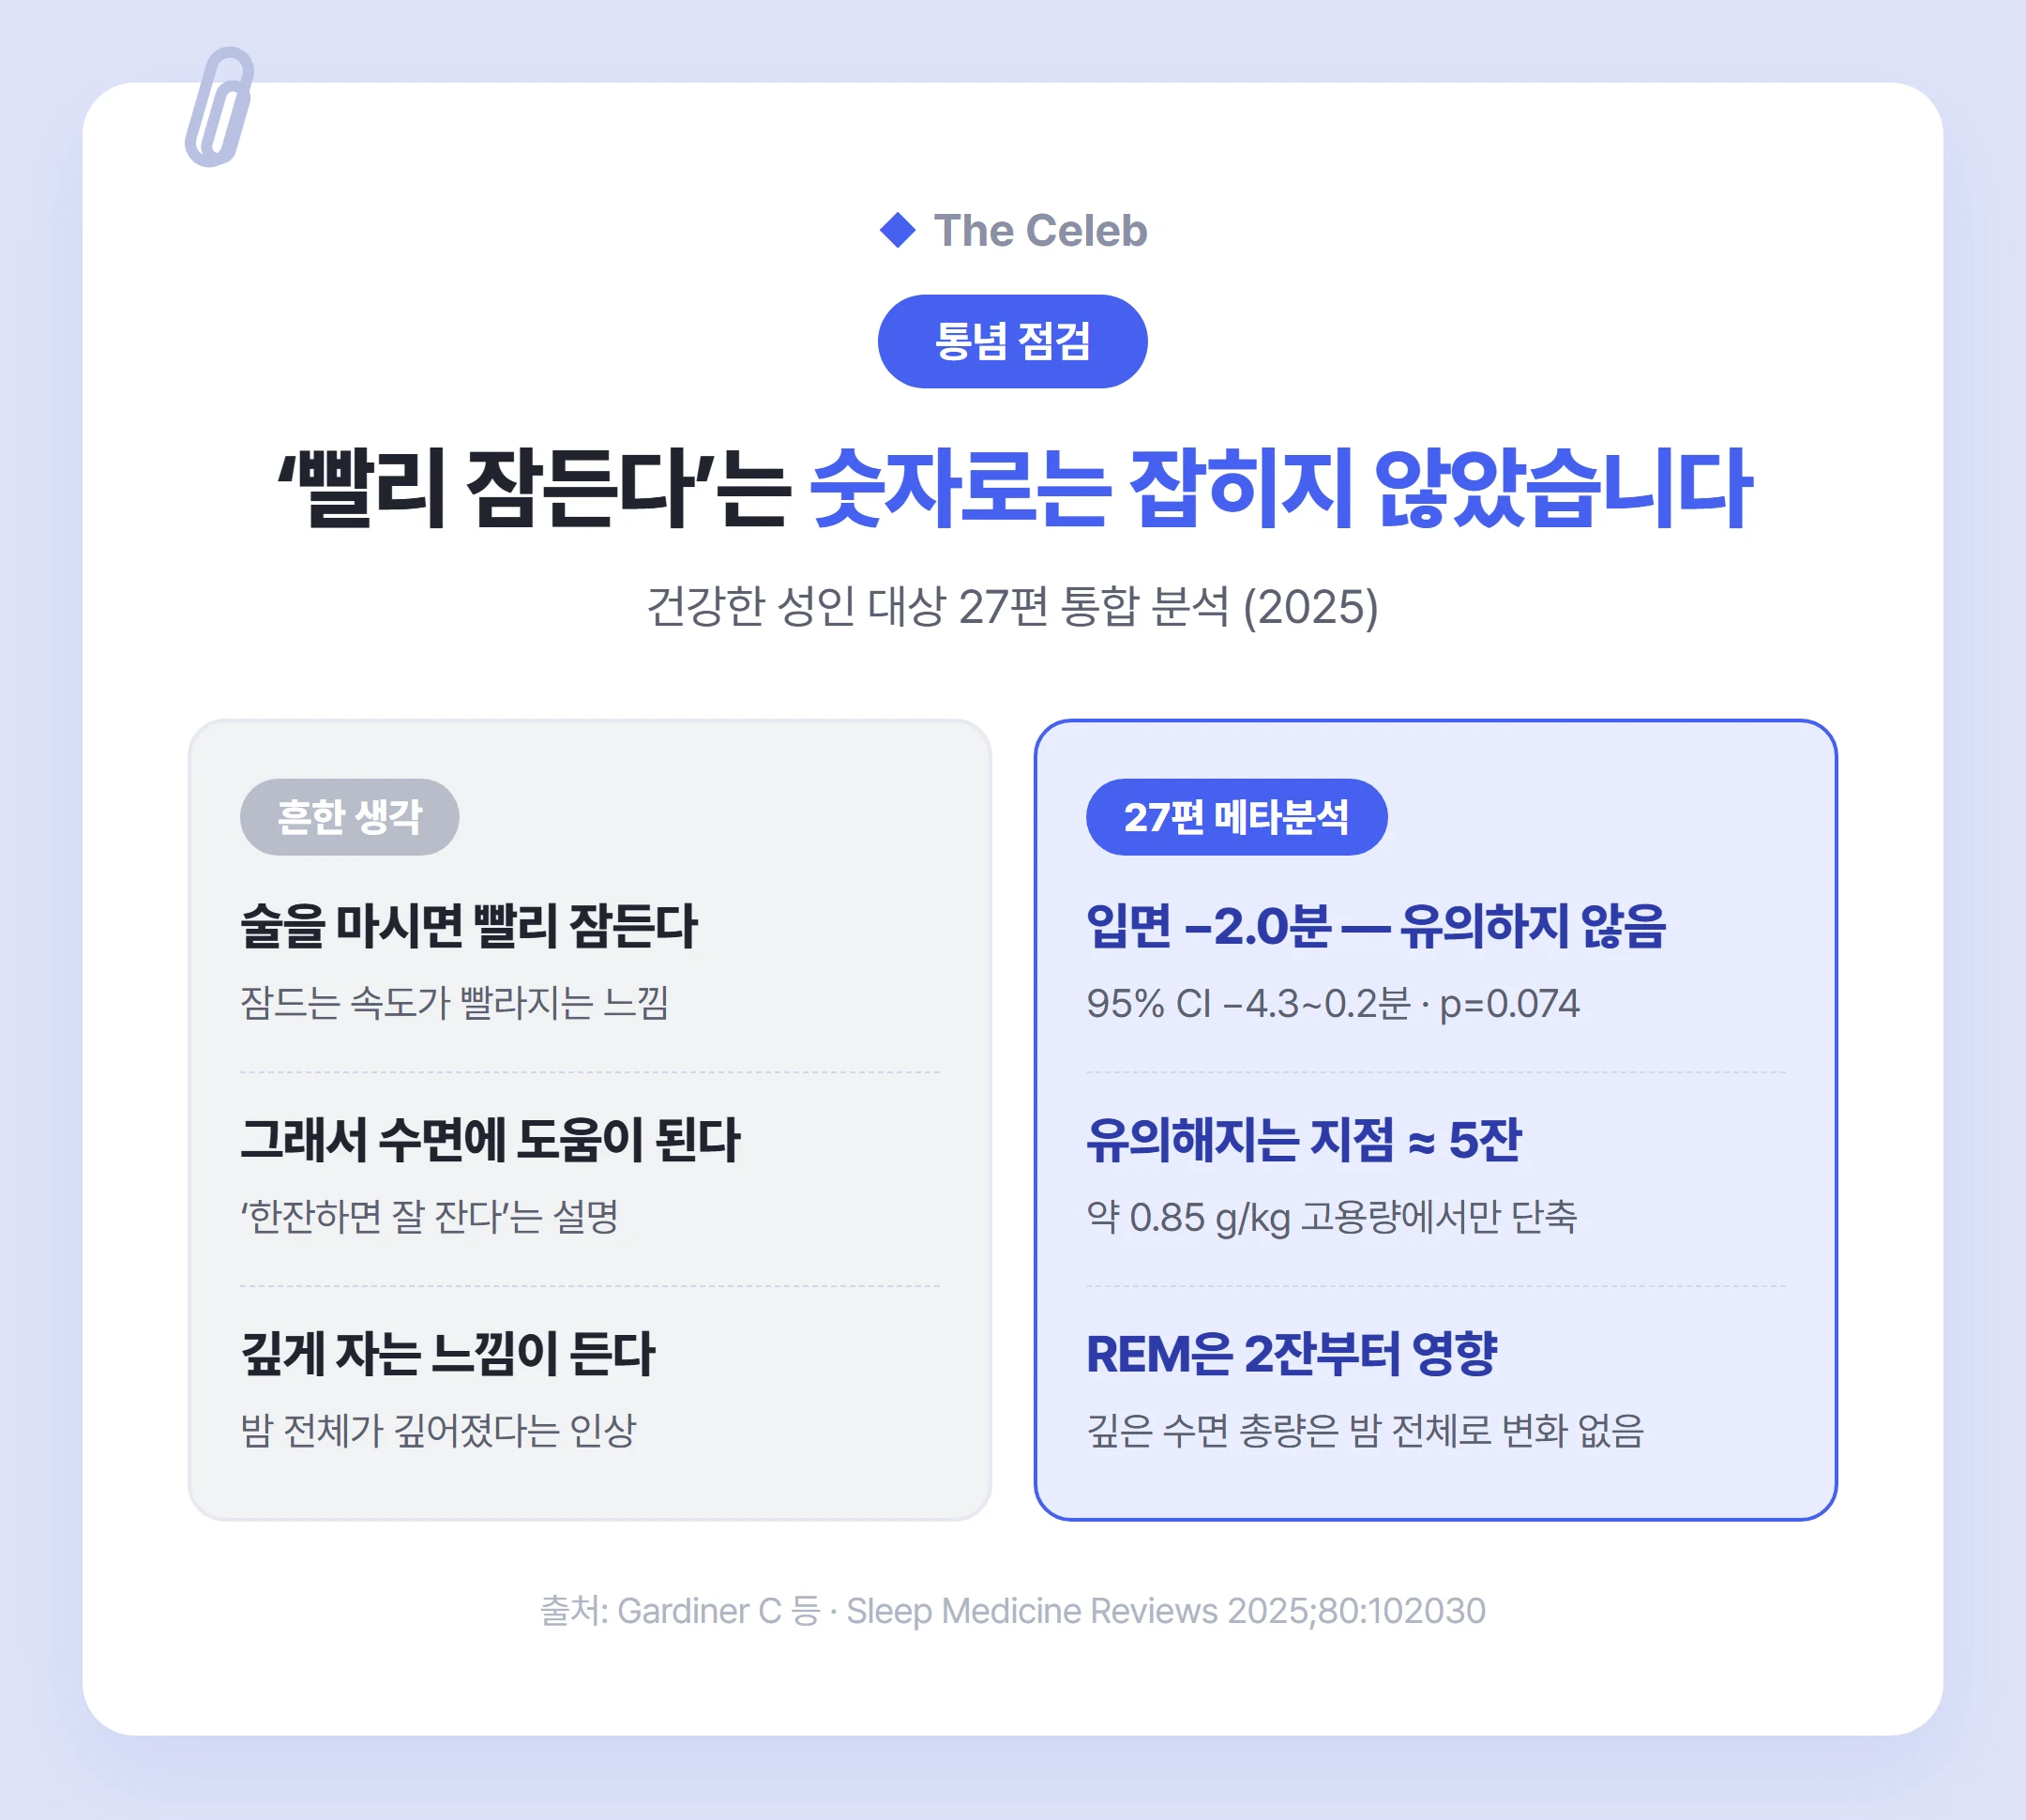 The Celeb
통념 점검
‘빨리 잠든다’는 숫자로는 잡히지 않았습니다
건강한 성인 대상 27편 통합 분석 (2025)
흔한 생각
술을 마시면 빨리 잠든다
잠드는 속도가 빨라지는 느낌
그래서 수면에 도움이 된다
‘한잔하면 잘 잔다’는 설명
깊게 자는 느낌이 든다
밤 전체가 깊어졌다는 인상
27편 메타분석
입면 −2.0분 — 유의하지 않음
95% CI −4.3~0.2분 · p=0.074
유의해지는 지점 ≈ 5잔
약 0.85 g/kg 고용량에서만 단축
REM은 2잔부터 영향
깊은 수면 총량은 밤 전체로 변화 없음
출처: Gardiner C 등 · Sleep Medicine Reviews 2025;80:102030